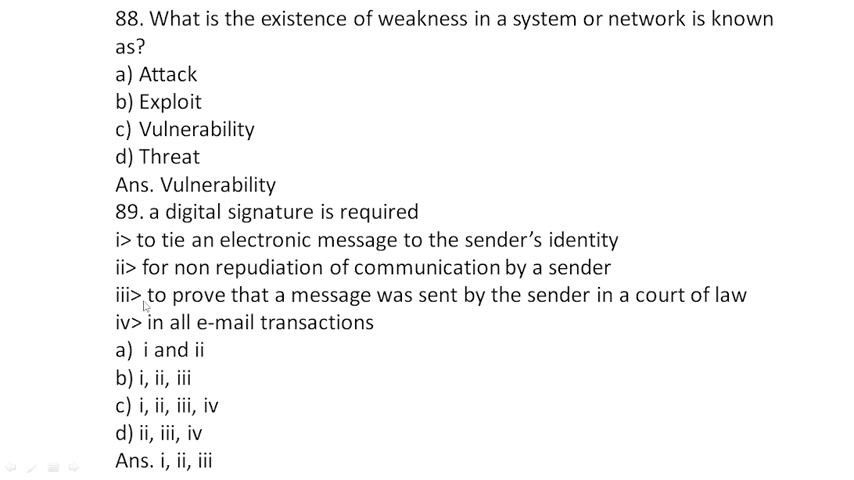 88. What is the existence of weakness in a system or network is known
as?
a) Attack
b) Exploit
c) Vulnerability
d) Threat
Ans. Vulnerability
89. a digital signature is required
i> to tie an electronic message to the sender’s identity
ii> for non repudiation of communication by a sender
iii> to prove that a message was sent by the sender in a court of law
iv> in all e-mail transactions
a) i and ii
b) i, ii, iii
c) i, ii, iii, iv
d) ii, iii, iv
Ans. i, ii, iii